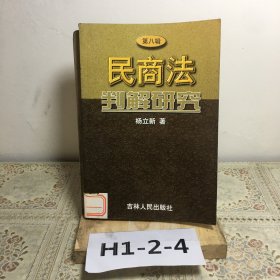 第八辑
民商法
判解研究
杨立新 著
吉林人民出版社
H1-2-4